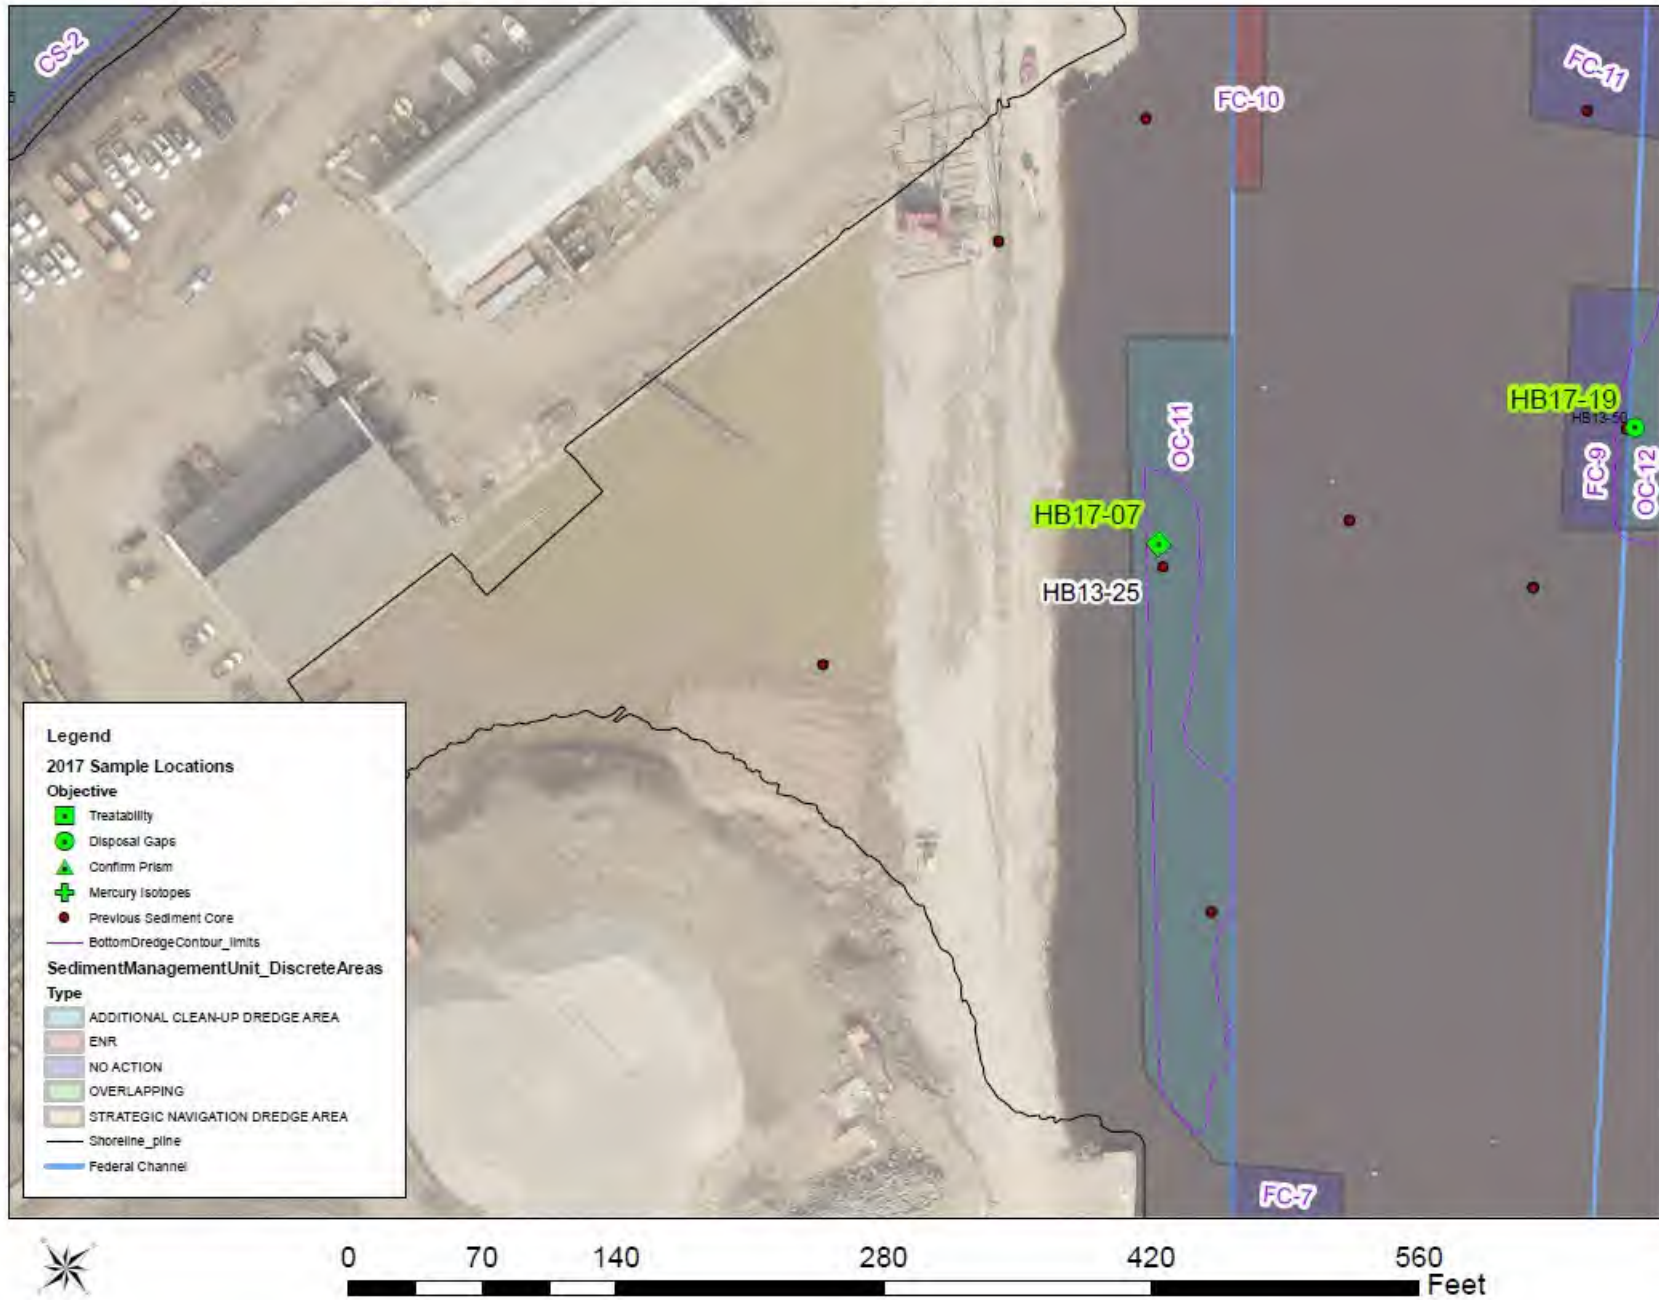 CS-2
FC-10
FC-11
HB17-19
HB13-50
OC-11
FC-9
OC-12
HB17-07
HB13-25
FC-7
Legend
2017 Sample Locations
Objective
Treatability
Disposal Gaps
Confirm Prism
Mercury Isotopes
Previous Sediment Core
BottomDredgeContour_limits
SedimentManagementUnit_DiscreteAreas
Type
ADDITIONAL CLEAN-UP DREDGE AREA
ENR
NO ACTION
OVERLAPPING
STRATEGIC NAVIGATION DREDGE AREA
Shoreline_pline
Federal Channel
0 70 140 280 420 560
Feet